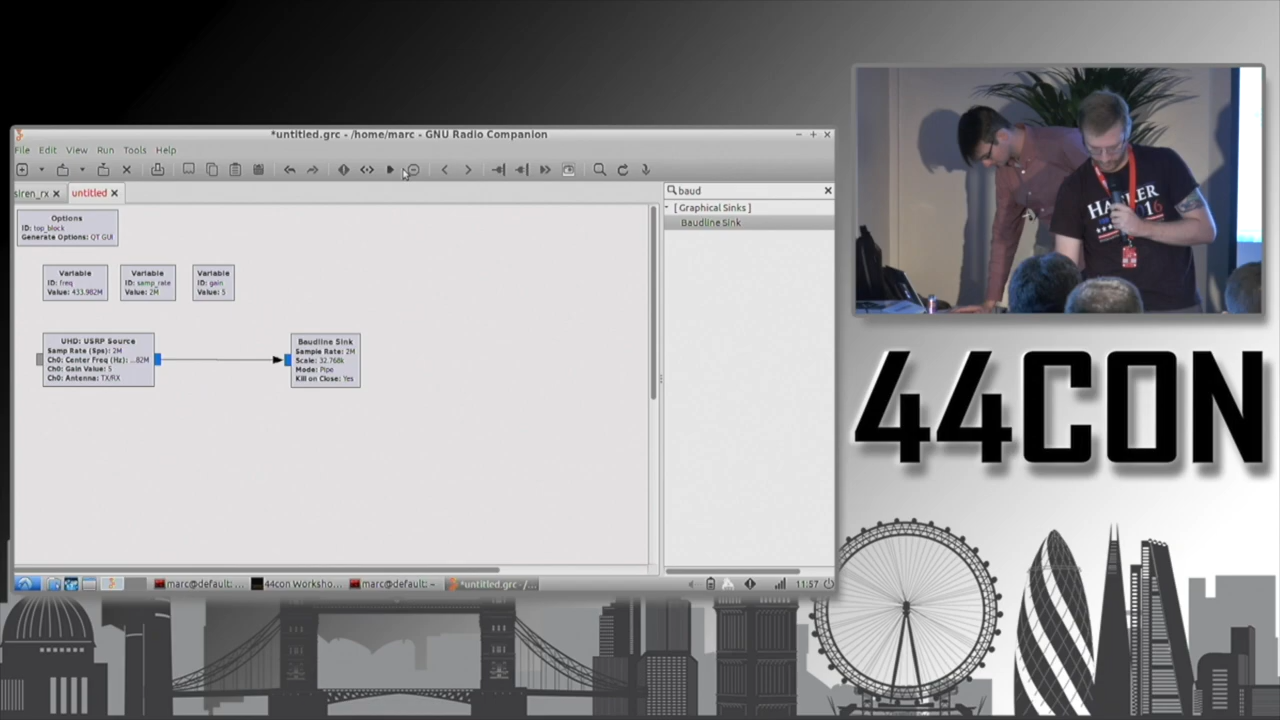 *untitled.grc - /home/marc - GNU Radio Companion
File Edit View Run Tools Help
siren_rx untitled
baud
[ Graphical Sinks ]
Baudline Sink
Options
ID: top_block
Generate Options: QT GUI
Variable
ID: freq
Value: 433.982M
Variable
ID: samp_rate
Value: 2M
Variable
ID: gain
Value: 5
UHD: USRP Source
Samp Rate (Sps): 2M
Ch0: Center Freq (Hz): ...82M
Ch0: Gain Value: 5
Ch0: Antenna: TX/RX
Baudline Sink
Sample Rate: 2M
Scale: 32.768k
Mode: Pipe
Kill on Close: Yes
marc@default: ... 44con Worksho... marc@default: ~ *untitled.grc - /... 11:57
HACKER
2016
44CON